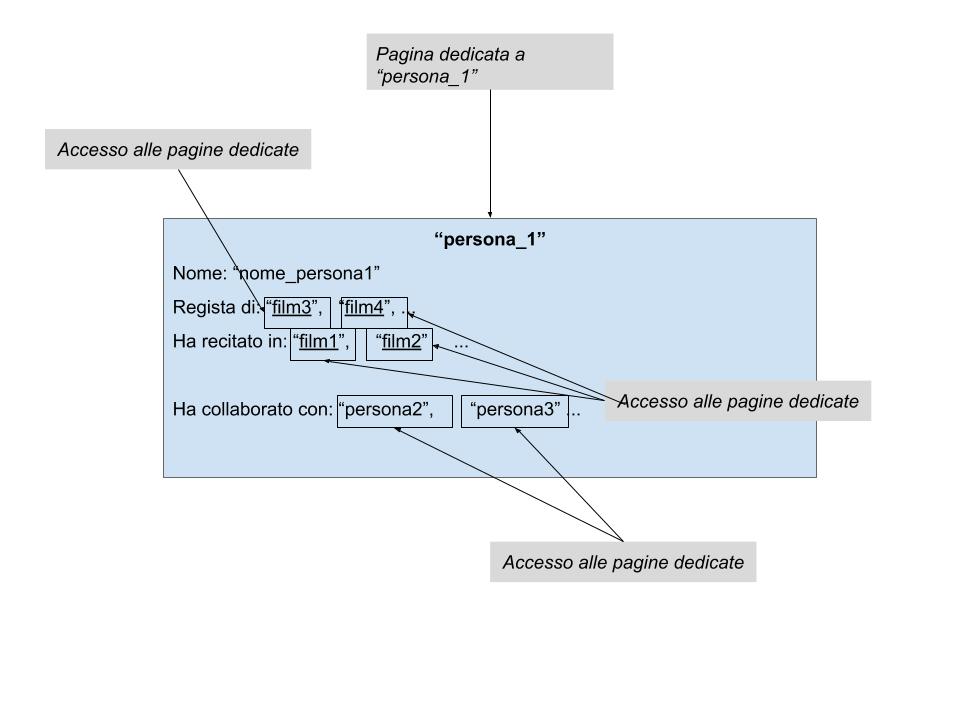 Pagina dedicata a
“persona_1”
Accesso alle pagine dedicate
“persona_1”
Nome: “nome_persona1”
Regista di: “film3”, “film4”, ...
Ha recitato in: “film1”, “film2” ...
Accesso alle pagine dedicate
Ha collaborato con: “persona2”, “persona3” ...
Accesso alle pagine dedicate